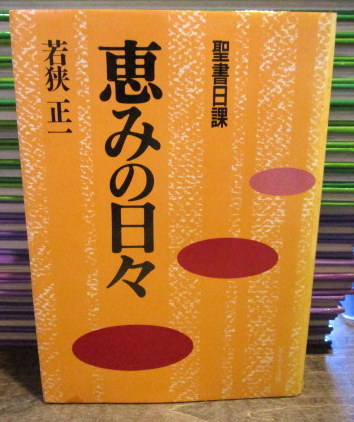 聖書日課
恵みの日々
若狭 正一